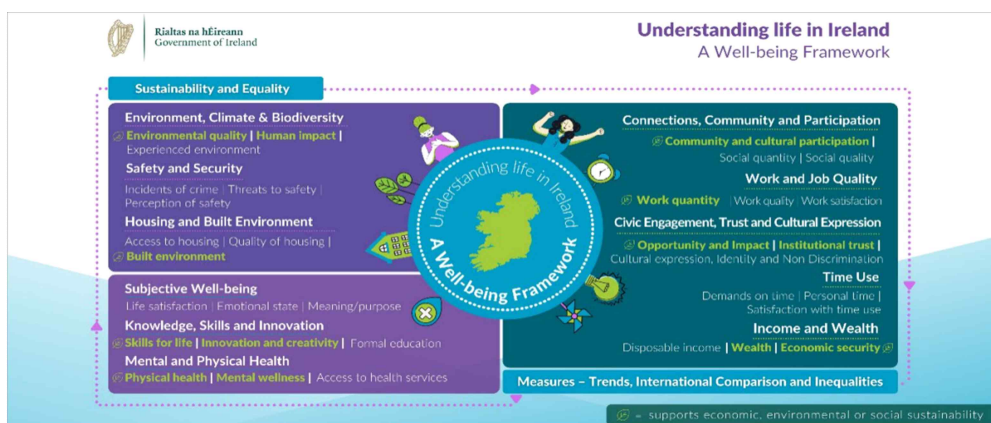 Rialtas na hÉireann
Government of Ireland
Understanding life in Ireland
A Well-being Framework
Sustainability and Equality
Environment, Climate & Biodiversity
Environmental quality | Human impact |
Experienced environment
Safety and Security
Incidents of crime | Threats to safety |
Perception of safety
Housing and Built Environment
Access to housing | Quality of housing |
Built environment
Subjective Well-being
Life satisfaction | Emotional state | Meaning/purpose
Knowledge, Skills and Innovation
Skills for life | Innovation and creativity | Formal education
Mental and Physical Health
Physical health | Mental wellness | Access to health services
Understanding life in Ireland
A Well-being Framework
Connections, Community and Participation
Community and cultural participation |
Social quantity | Social quality
Work and Job Quality
Work quantity | Work quality | Work satisfaction
Civic Engagement, Trust and Cultural Expression
Opportunity and Impact | Institutional trust |
Cultural expression, Identity and Non Discrimination
Time Use
Demands on time | Personal time |
Satisfaction with time use
Income and Wealth
Disposable income | Wealth | Economic security
Measures – Trends, International Comparison and Inequalities
= supports economic, environmental or social sustainability